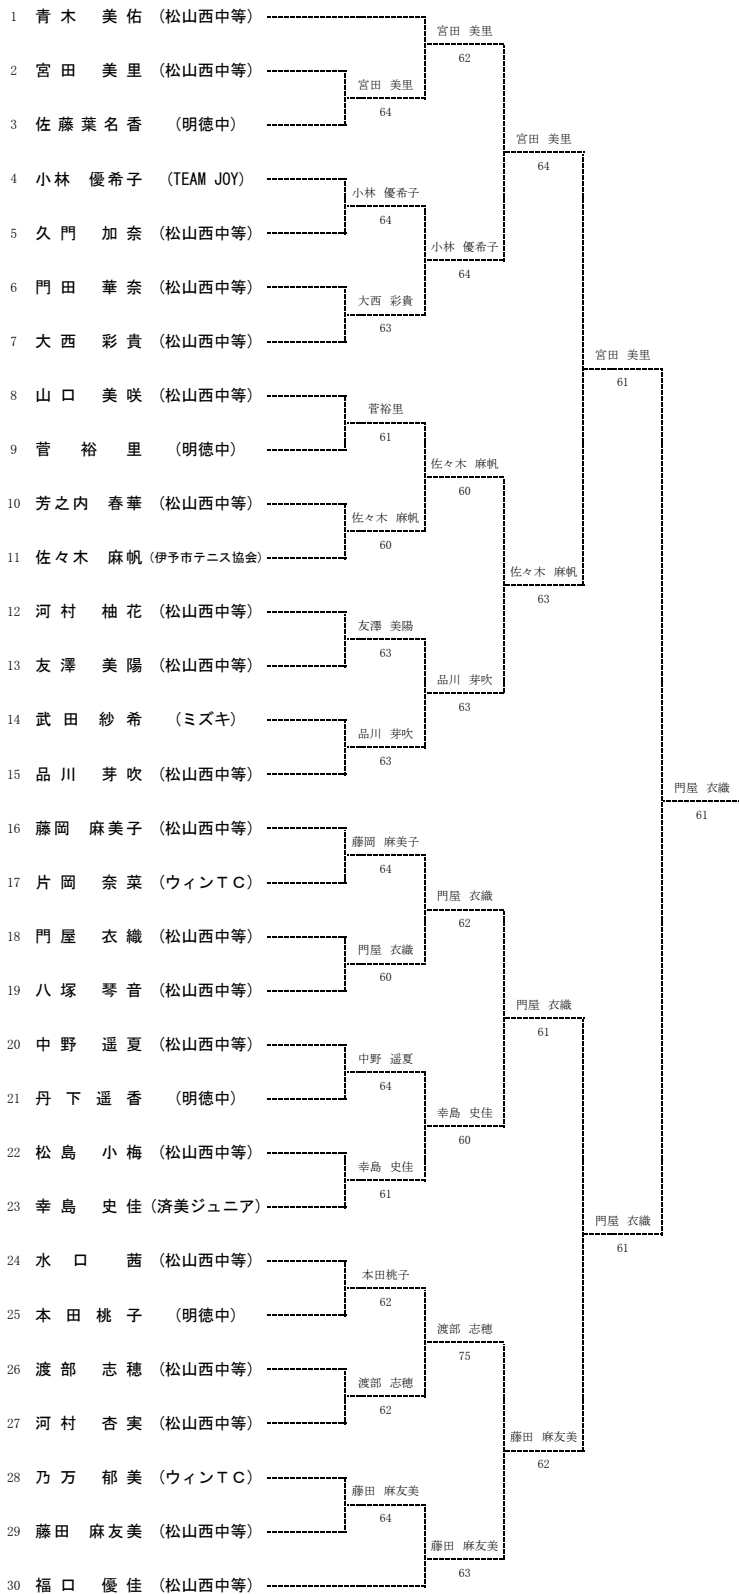 1 青木 美佑 (松山西中等)
宮田 美里
62
2 宮田 美里 (松山西中等)
宮田 美里
64
3 佐藤葉名香 (明徳中)
宮田 美里
64
4 小林 優希子 (TEAM JOY)
小林 優希子
64
5 久門 加奈 (松山西中等)
小林 優希子
64
6 門田 華奈 (松山西中等)
大西 彩貴
63
7 大西 彩貴 (松山西中等)
宮田 美里
61
8 山口 美咲 (松山西中等)
菅裕里
61
9 菅 裕 里 (明徳中)
佐々木 麻帆
60
10 芳之内 春華 (松山西中等)
佐々木 麻帆
60
11 佐々木 麻帆 (伊予市テニス協会)
佐々木 麻帆
63
12 河村 柚花 (松山西中等)
友澤 美陽
63
13 友澤 美陽 (松山西中等)
品川 芽吹
63
14 武田 紗希 (ミズキ)
品川 芽吹
63
15 品川 芽吹 (松山西中等)
門屋 衣織
61
16 藤岡 麻美子 (松山西中等)
藤岡 麻美子
64
17 片岡 奈菜 (ウィンTC)
門屋 衣織
62
18 門屋 衣織 (松山西中等)
門屋 衣織
60
19 八塚 琴音 (松山西中等)
門屋 衣織
61
20 中野 遥夏 (松山西中等)
中野 遥夏
64
21 丹下遥香 (明徳中)
幸島 史佳
60
22 松島 小梅 (松山西中等)
幸島 史佳
61
23 幸島 史佳 (済美ジュニア)
門屋 衣織
61
24 水口 茜 (松山西中等)
本田桃子
62
25 本田桃子 (明徳中)
渡部 志穂
75
26 渡部 志穂 (松山西中等)
渡部 志穂
62
27 河村 杏実 (松山西中等)
藤田 麻友美
62
28 乃万 郁美 (ウィンTC)
藤田 麻友美
64
29 藤田 麻友美 (松山西中等)
藤田 麻友美
63
30 福口 優佳 (松山西中等)